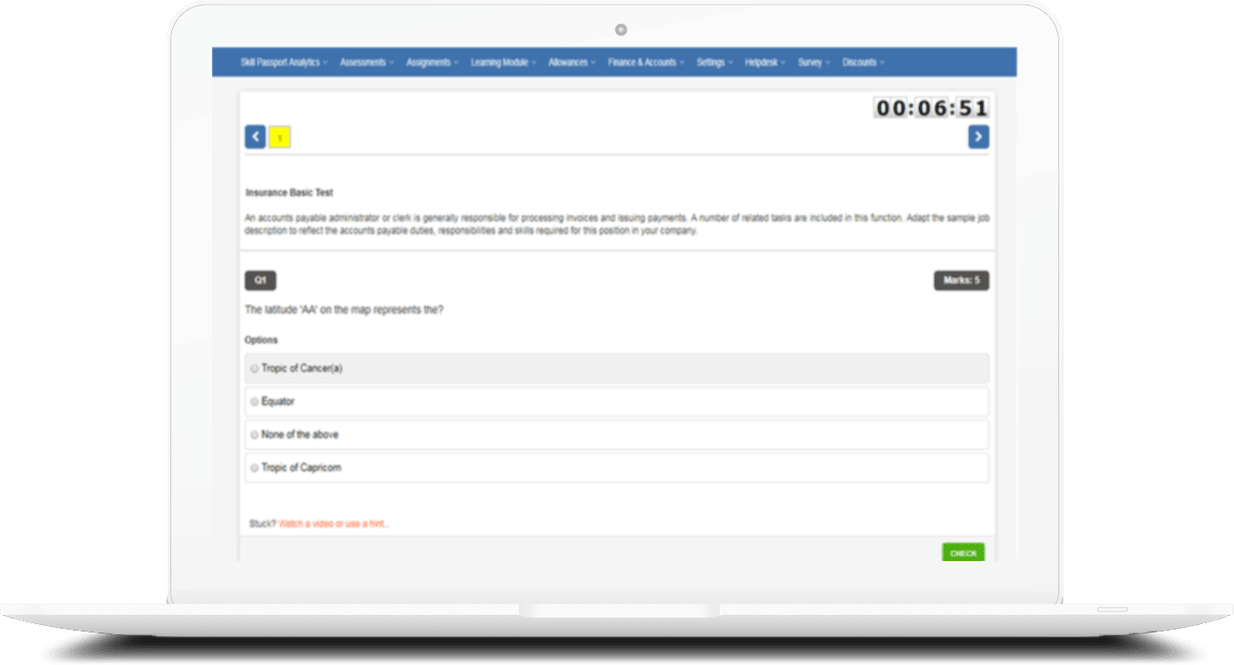 Skill Passport Analytics Assessments Assignments Learning Module Allowances Finance & Accounts Settings Helpdesk Survey Discounts
00:06:51
Insurance Basic Test
An accounts payable administrator or clerk is generally responsible for processing invoices and issuing payments. A number of related tasks are included in this function. Adapt the sample job
description to reflect the accounts payable duties, responsibilities and skills required for this position in your company.
Q1 Marks: 5
The latitude 'AA' on the map represents the?
Options
Tropic of Cancer(a)
Equator
None of the above
Tropic of Capricorn
Stuck? Watch a video or use a hint..
CHECK